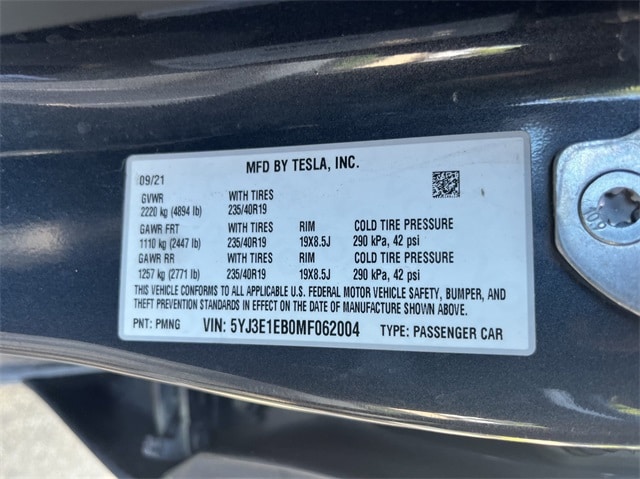 MFD BY TESLA, INC.
09/21
GVWR WITH TIRES
2220 kg (4894 lb) 235/40R19
GAWR FRT WITH TIRES RIM COLD TIRE PRESSURE
1110 kg (2447 lb) 235/40R19 19X8.5J 290 kPa, 42 psi
GAWR RR WITH TIRES RIM COLD TIRE PRESSURE
1257 kg (2771 lb) 235/40R19 19X8.5J 290 kPa, 42 psi
THIS VEHICLE CONFORMS TO ALL APPLICABLE U.S. FEDERAL MOTOR VEHICLE SAFETY, BUMPER, AND
THEFT PREVENTION STANDARDS IN EFFECT ON THE DATE OF MANUFACTURE SHOWN ABOVE.
PNT: PMNG VIN: 5YJ3E1EB0MF062004 TYPE: PASSENGER CAR
10.9